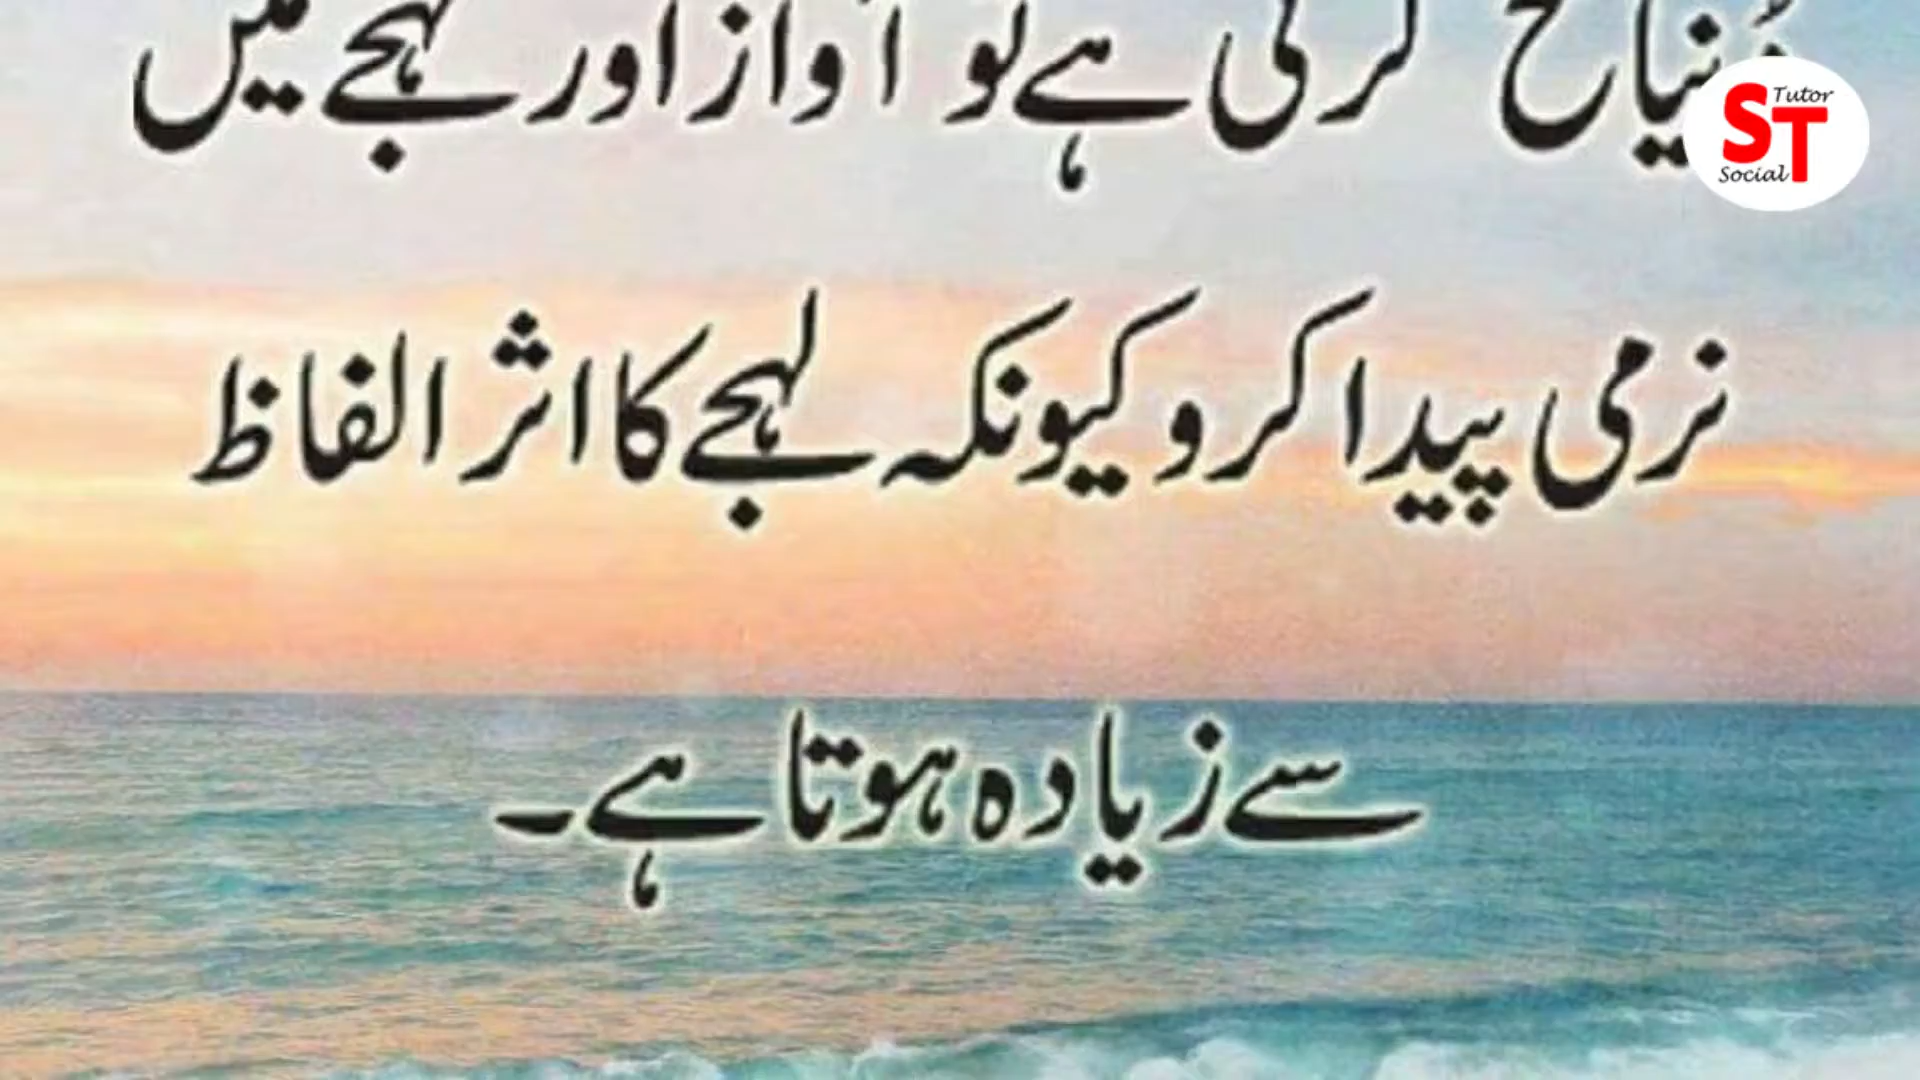 دُنیا فتح کرنی ہے تو آواز اور لہجے میں
نرمی پیدا کرو کیونکہ لہجے کا اثر الفاظ
سے زیادہ ہوتا ہے۔
Tutor
ST
Social